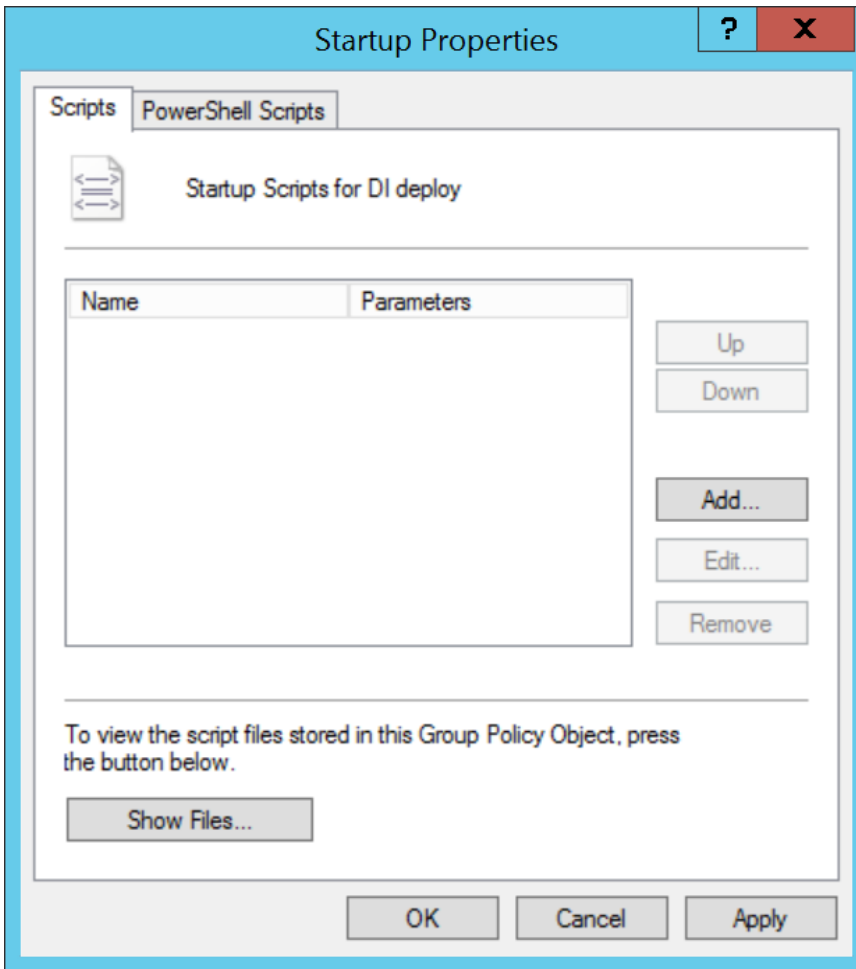 Startup Properties
? X
Scripts PowerShell Scripts
Startup Scripts for DI deploy
Name Parameters
Up
Down
Add...
Edit...
Remove
To view the script files stored in this Group Policy Object, press
the button below.
Show Files...
OK Cancel Apply